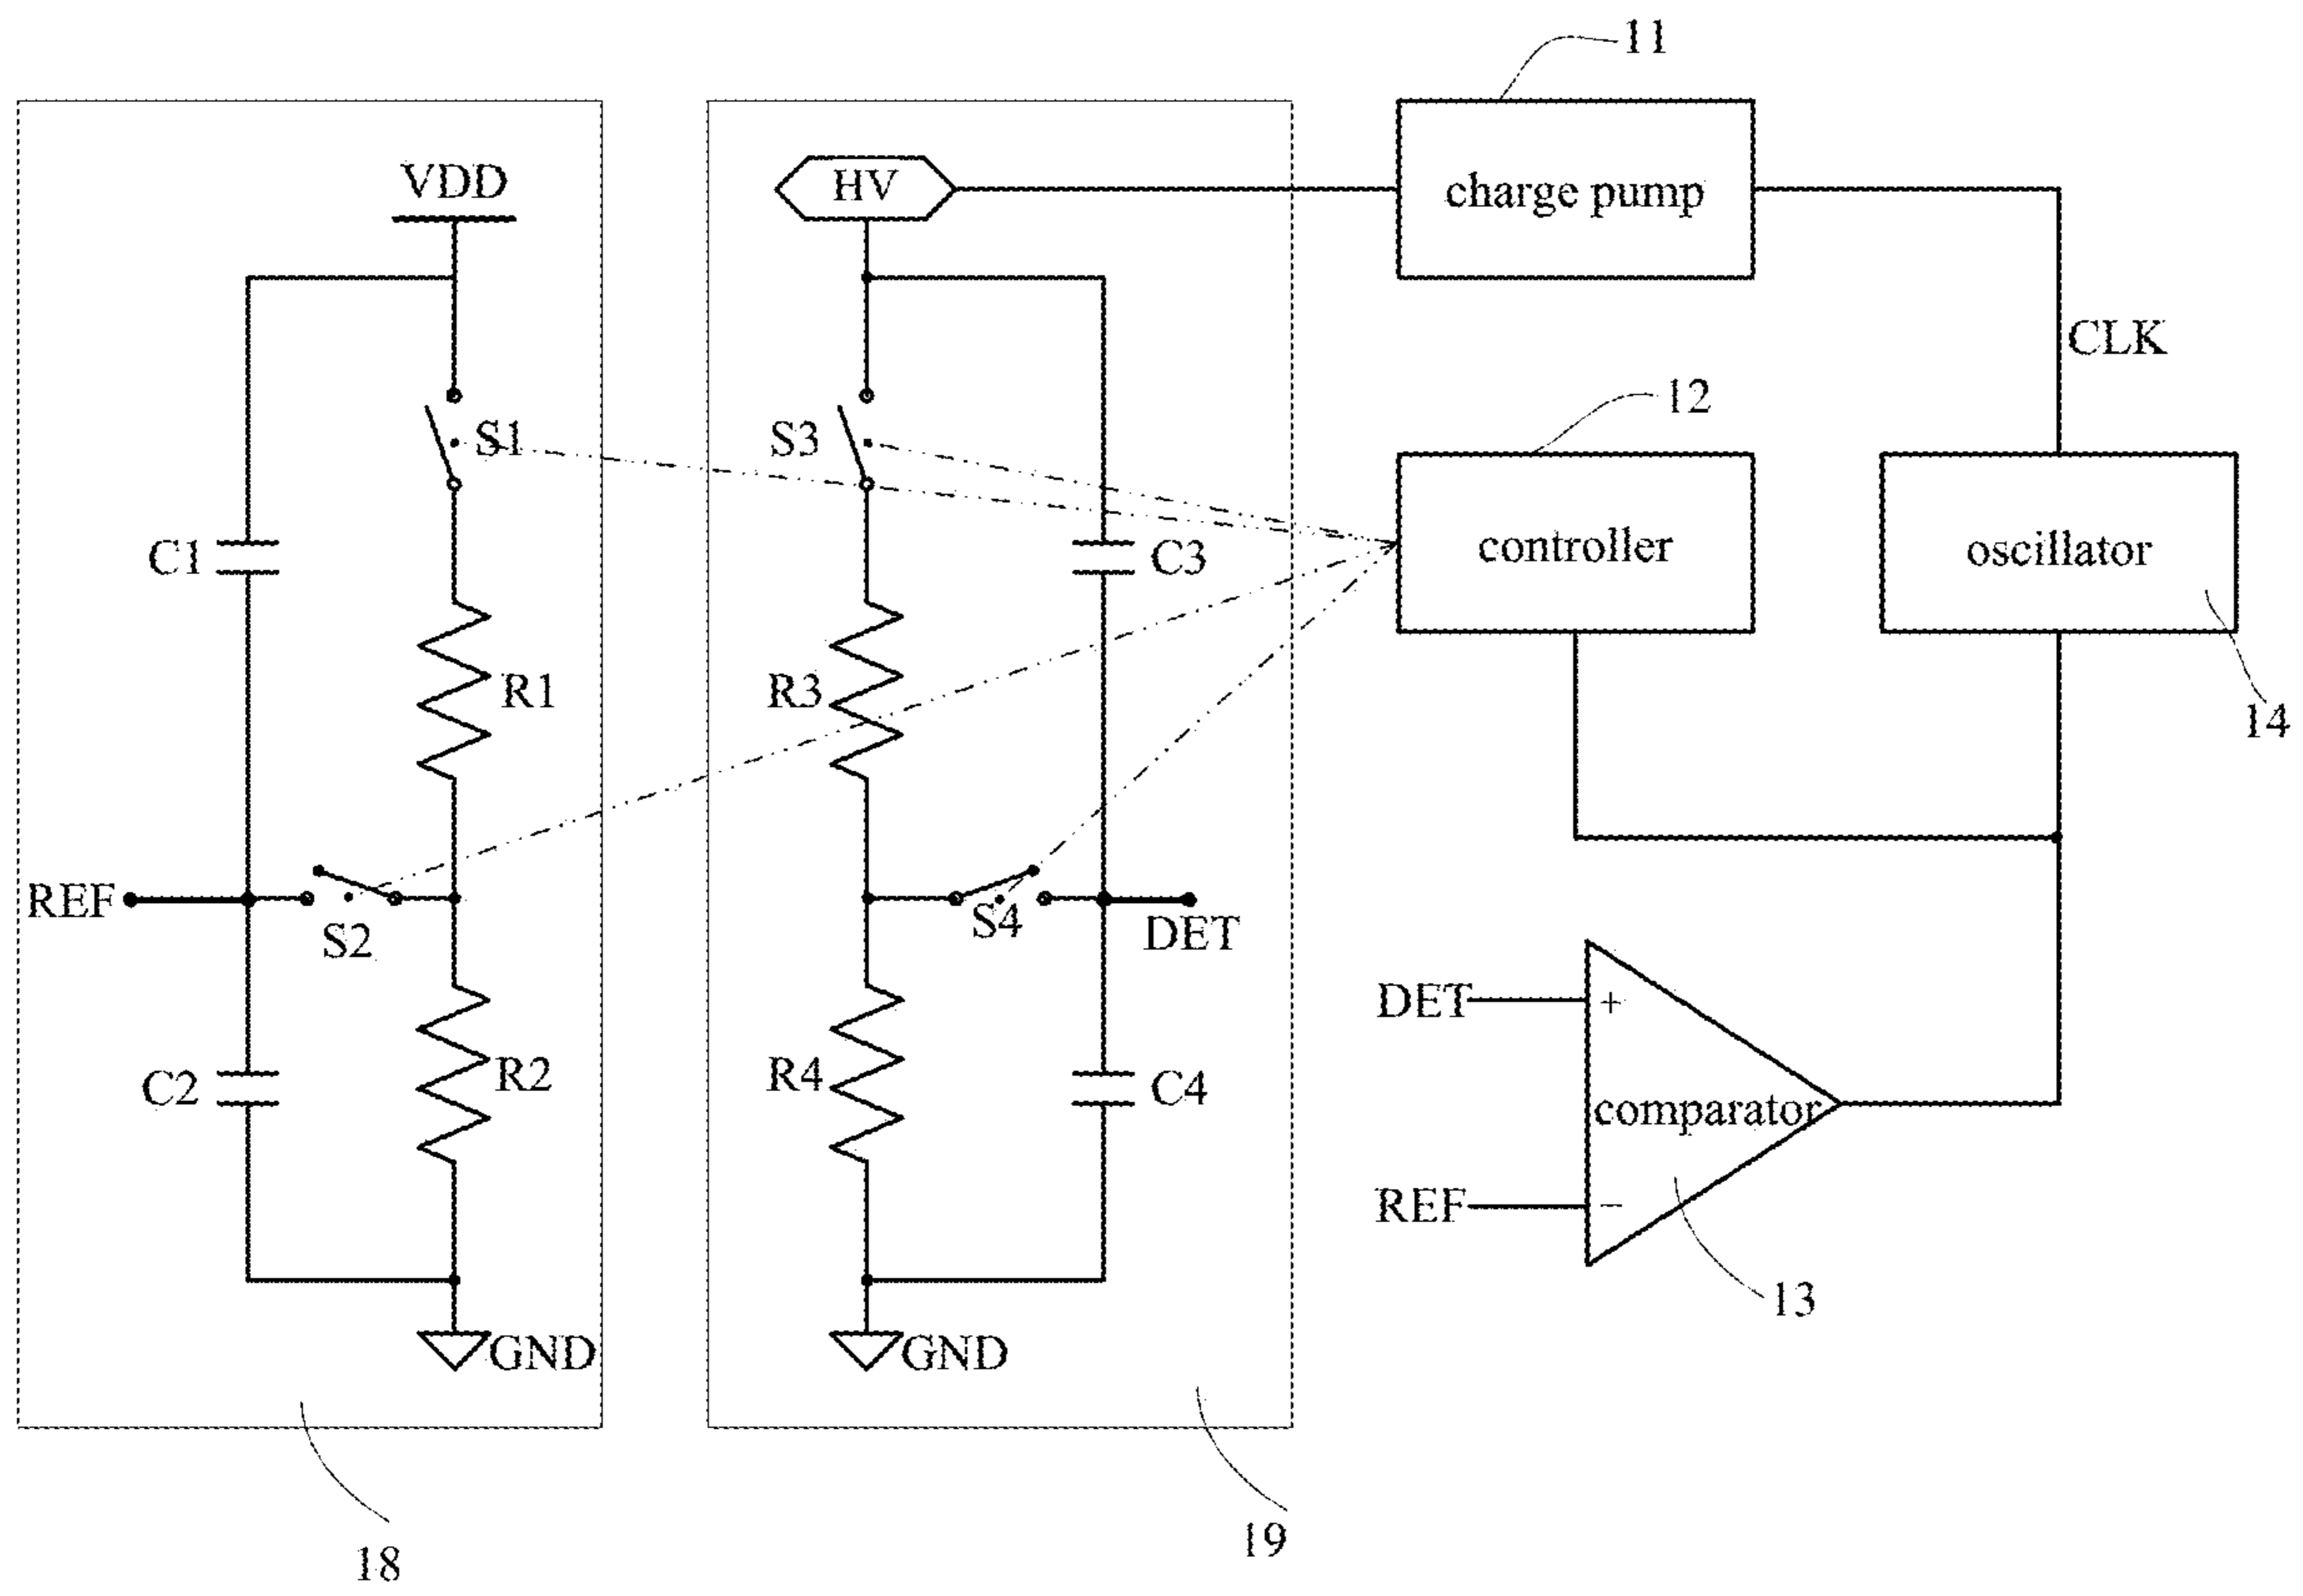 11
VDD
HV
charge pump
CLK
12
S1
S3
C1
C3
controller
oscillator
R1
R3
14
REF
S2
S4
DET
DET
+
C2
R2
R4
C4
comparator
REF
−
13
GND
GND
18
19